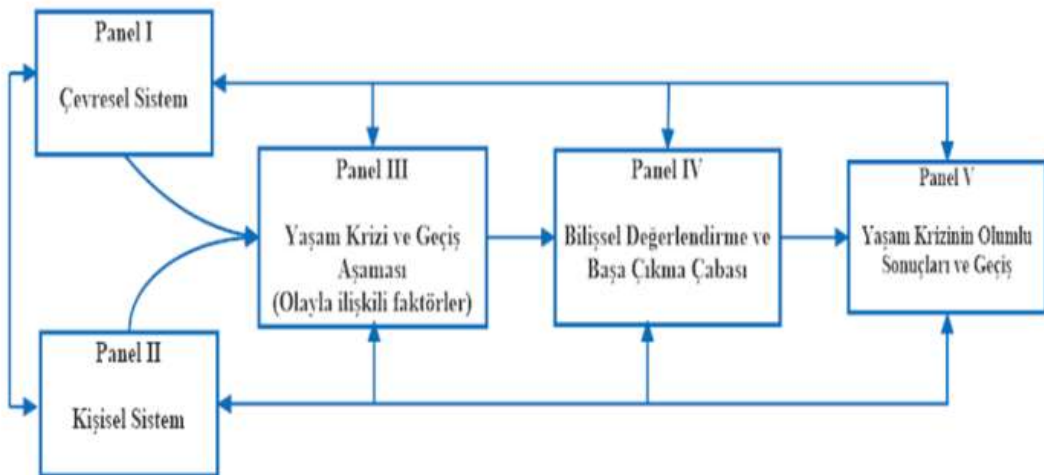 Panel I
Çevresel Sistem
Panel III
Yaşam Krizi ve Geçiş
Aşaması
(Olayla ilişkili faktörler)
Panel IV
Bilişsel Değerlendirme ve
Başa Çıkma Çabası
Panel V
Yaşam Krizinin Olumlu
Sonuçları ve Geçiş
Panel II
Kişisel Sistem